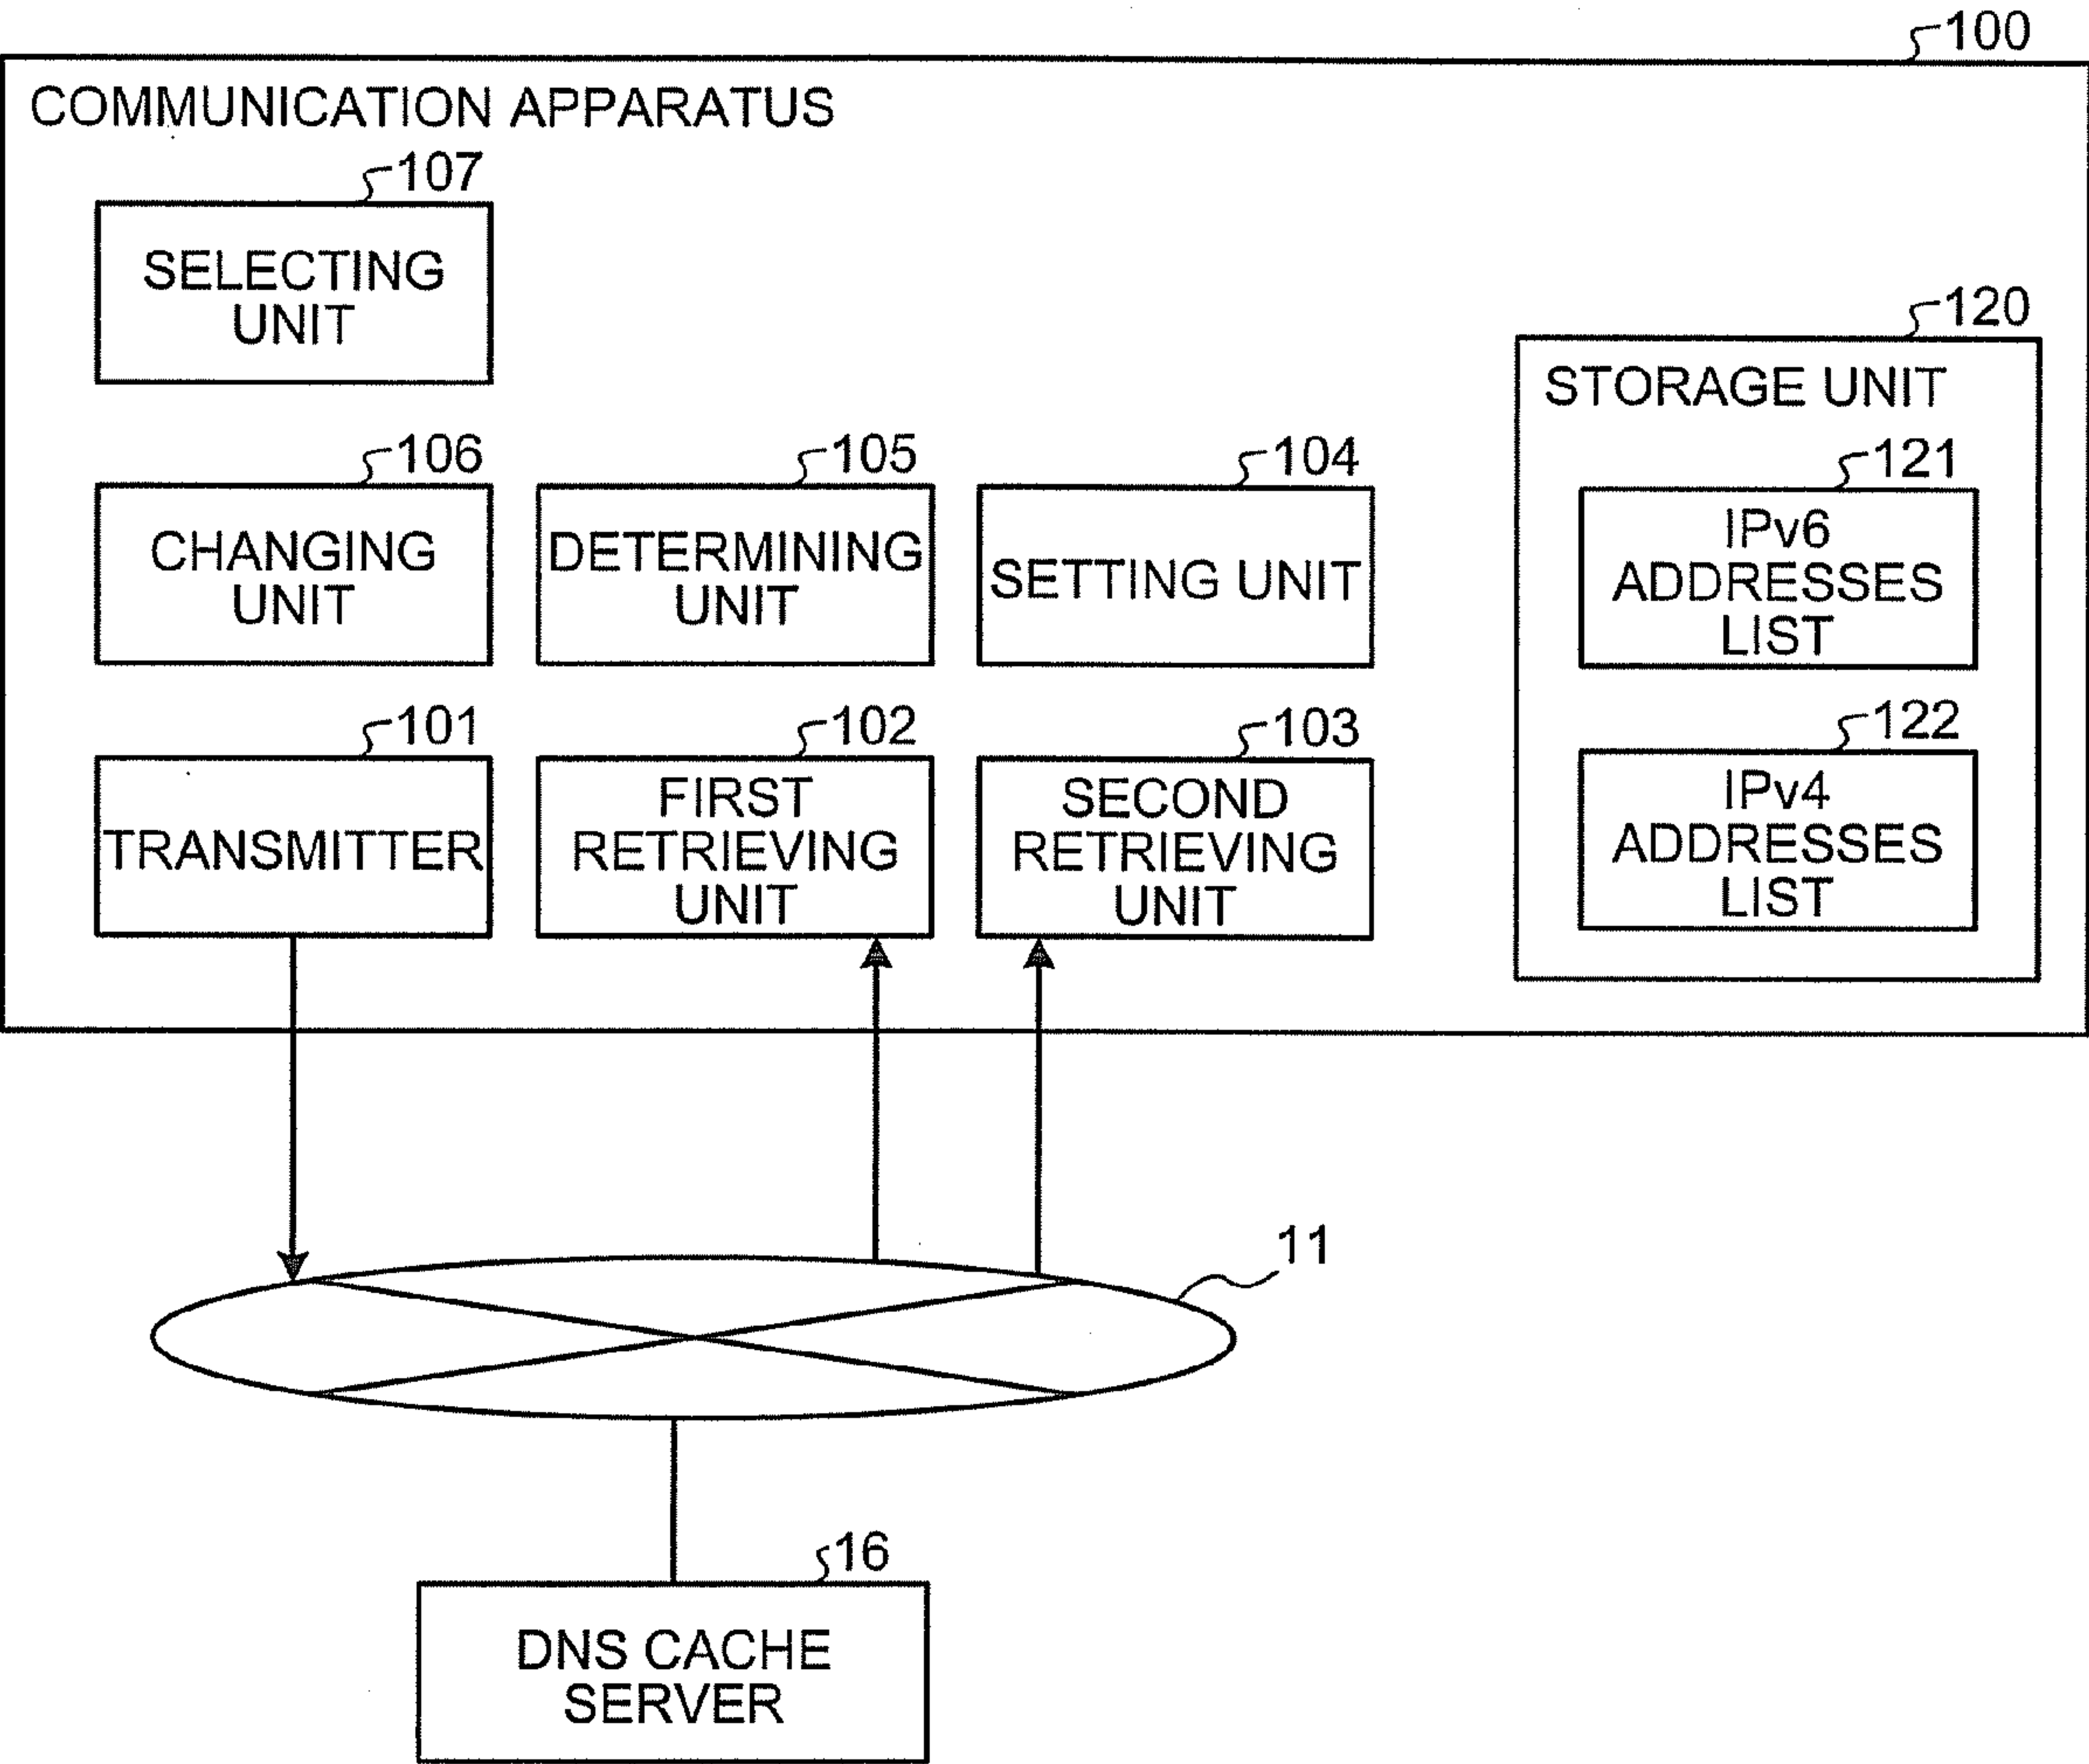 100
COMMUNICATION APPARATUS
107
SELECTING
UNIT
120
STORAGE UNIT
106
CHANGING
UNIT
105
DETERMINING
UNIT
104
SETTING UNIT
121
IPv6
ADDRESSES
LIST
101
TRANSMITTER
102
FIRST
RETRIEVING
UNIT
103
SECOND
RETRIEVING
UNIT
122
IPv4
ADDRESSES
LIST
11
16
DNS CACHE
SERVER